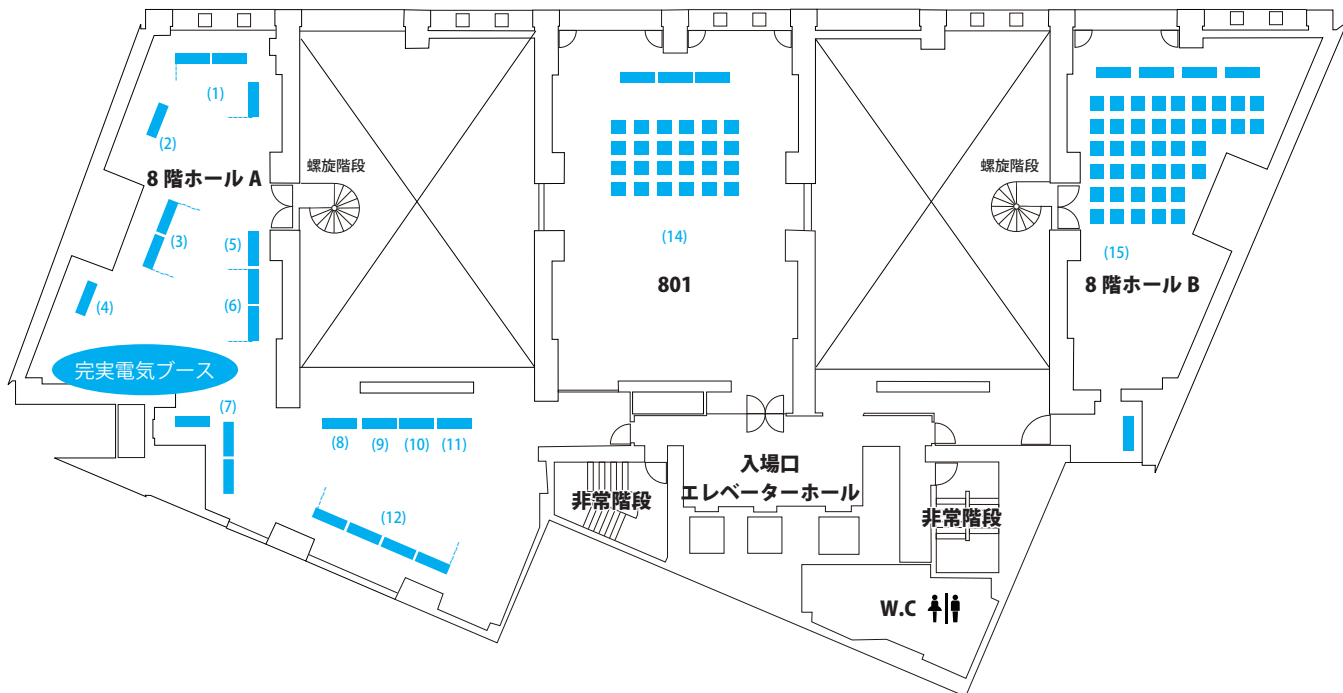 (1)
(2)
8 階ホール A
(3)
(5)
(4)
(6)
完実電気ブース
(7)
(8)
(9)
(10)
(11)
(12)
螺旋階段
(14)
801
螺旋階段
(15)
8 階ホール B
入場口
エレベーターホール
非常階段
非常階段
W.C